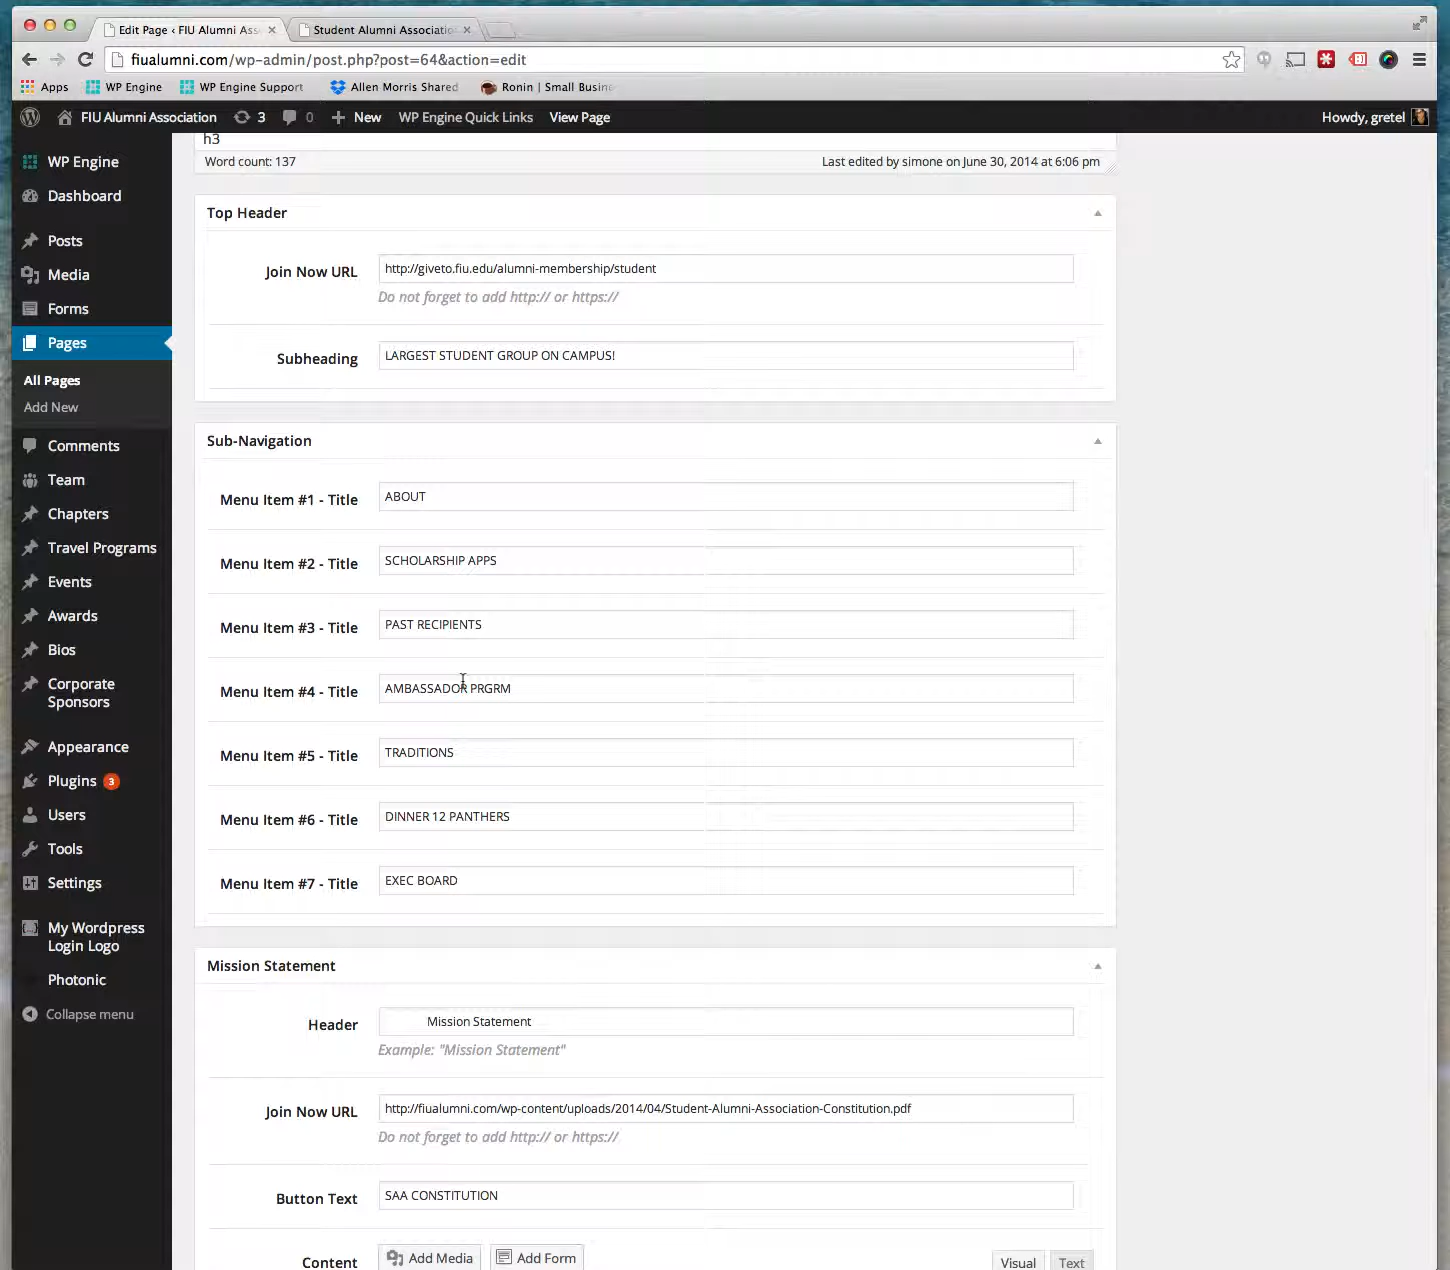 Edit Page ‹ FIU Alumni Ass
Student Alumni Associatio
fiualumni.com/wp-admin/post.php?post=64&action=edit
Apps WP Engine WP Engine Support Allen Morris Shared Ronin | Small Busin
FIU Alumni Association 3 0 New WP Engine Quick Links View Page Howdy, gretel
WP Engine
Dashboard
Posts
Media
Forms
Pages
All Pages
Add New
Comments
Team
Chapters
Travel Programs
Events
Awards
Bios
Corporate
Sponsors
Appearance
Plugins 3
Users
Tools
Settings
My Wordpress
Login Logo
Photonic
Collapse menu
h3
Word count: 137 Last edited by simone on June 30, 2014 at 6:06 pm
Top Header
Join Now URL http://giveto.fiu.edu/alumni-membership/student
Do not forget to add http:// or https://
Subheading LARGEST STUDENT GROUP ON CAMPUS!
Sub-Navigation
Menu Item #1 - Title ABOUT
Menu Item #2 - Title SCHOLARSHIP APPS
Menu Item #3 - Title PAST RECIPIENTS
Menu Item #4 - Title AMBASSADOR PRGRM
Menu Item #5 - Title TRADITIONS
Menu Item #6 - Title DINNER 12 PANTHERS
Menu Item #7 - Title EXEC BOARD
Mission Statement
Header Mission Statement
Example: "Mission Statement"
Join Now URL http://fiualumni.com/wp-content/uploads/2014/04/Student-Alumni-Association-Constitution.pdf
Do not forget to add http:// or https://
Button Text SAA CONSTITUTION
Content Add Media Add Form Visual Text